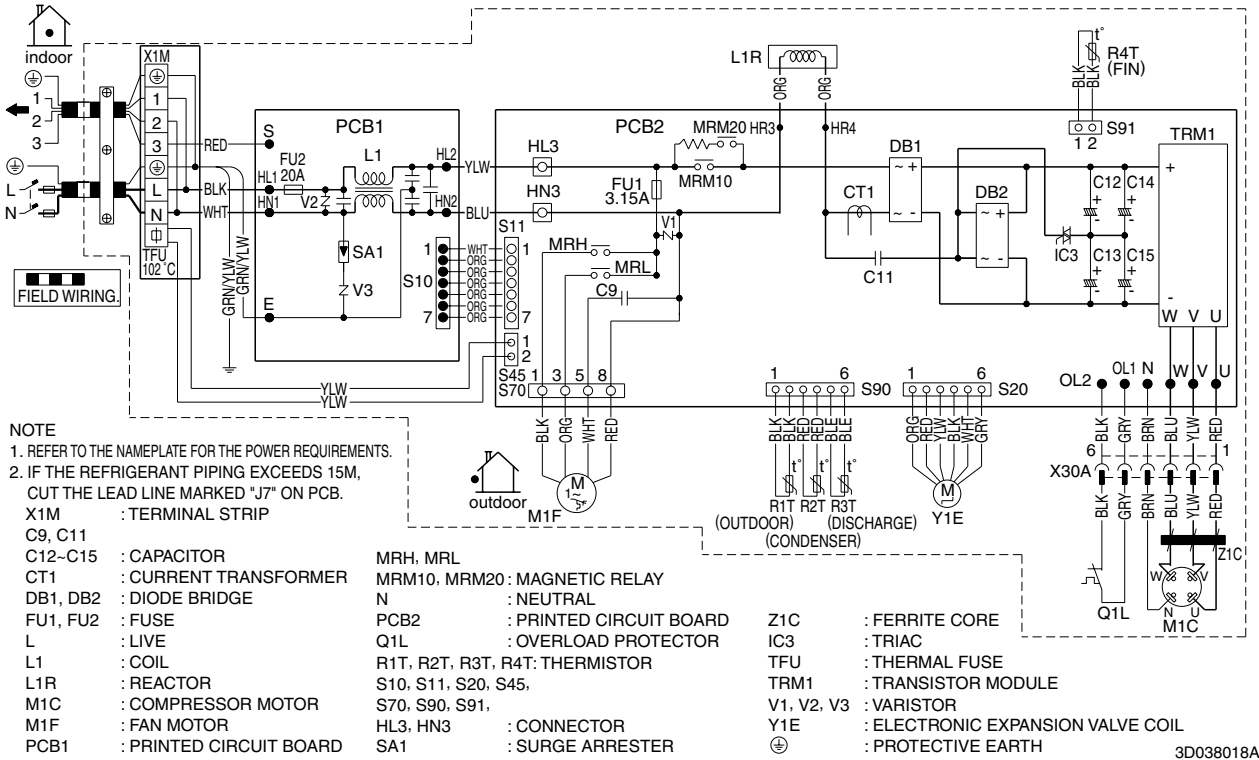 indoor
X1M
1
2
3
L
N
1
2
3
L
N
TFU
102˚C
FIELD WIRING.
RED
BLK
WHT
GRN/YLW
GRN/YLW
PCB1
S
FU2
20A
L1
HL1
HN1
V2
HL2
HN2
SA1
V3
E
S10
1
7
WHT
ORG
ORG
ORG
ORG
ORG
ORG
S11
1
7
YLW
BLU
YLW
YLW
1
2
S45
S70
1 3 5 8
PCB2
HL3
HN3
FU1
3.15A
MRM20
MRM10
V1
MRH
MRL
C9
L1R
ORG
ORG
HR3
HR4
CT1
C11
DB1
~ +
~ -
DB2
~ +
~ -
IC3
C12
C14
C13
C15
+
+
+
+
TRM1
+
-
W V U
BLK
BLK
t˚
R4T
(FIN)
S91
1 2
BLK
ORG
WHT
RED
M
1~
M1F
outdoor
1 6
S90
BLK
BLK
RED
RED
BLE
BLE
t˚ t˚ t˚
R1T R2T R3T
(OUTDOOR) (DISCHARGE)
(CONDENSER)
1 6
S20
ORG
RED
YLW
BLK
WHT
GRY
M
Y1E
OL2
OL1
N
W
V
U
BLK
GRY
BRN
BLU
YLW
RED
6 1
X30A
BLK
GRY
BRN
BLU
YLW
RED
Z1C
W V
N U
Q1L
M1C
NOTE
1. REFER TO THE NAMEPLATE FOR THE POWER REQUIREMENTS.
2. IF THE REFRIGERANT PIPING EXCEEDS 15M,
CUT THE LEAD LINE MARKED "J7" ON PCB.
X1M : TERMINAL STRIP
C9, C11
C12~C15 : CAPACITOR
CT1 : CURRENT TRANSFORMER
DB1, DB2 : DIODE BRIDGE
FU1, FU2 : FUSE
L : LIVE
L1 : COIL
L1R : REACTOR
M1C : COMPRESSOR MOTOR
M1F : FAN MOTOR
PCB1 : PRINTED CIRCUIT BOARD
MRH, MRL
MRM10, MRM20 : MAGNETIC RELAY
N : NEUTRAL
PCB2 : PRINTED CIRCUIT BOARD
Q1L : OVERLOAD PROTECTOR
R1T, R2T, R3T, R4T: THERMISTOR
S10, S11, S20, S45,
S70, S90, S91,
HL3, HN3 : CONNECTOR
SA1 : SURGE ARRESTER
Z1C : FERRITE CORE
IC3 : TRIAC
TFU : THERMAL FUSE
TRM1 : TRANSISTOR MODULE
V1, V2, V3 : VARISTOR
Y1E : ELECTRONIC EXPANSION VALVE COIL
: PROTECTIVE EARTH
3D038018A